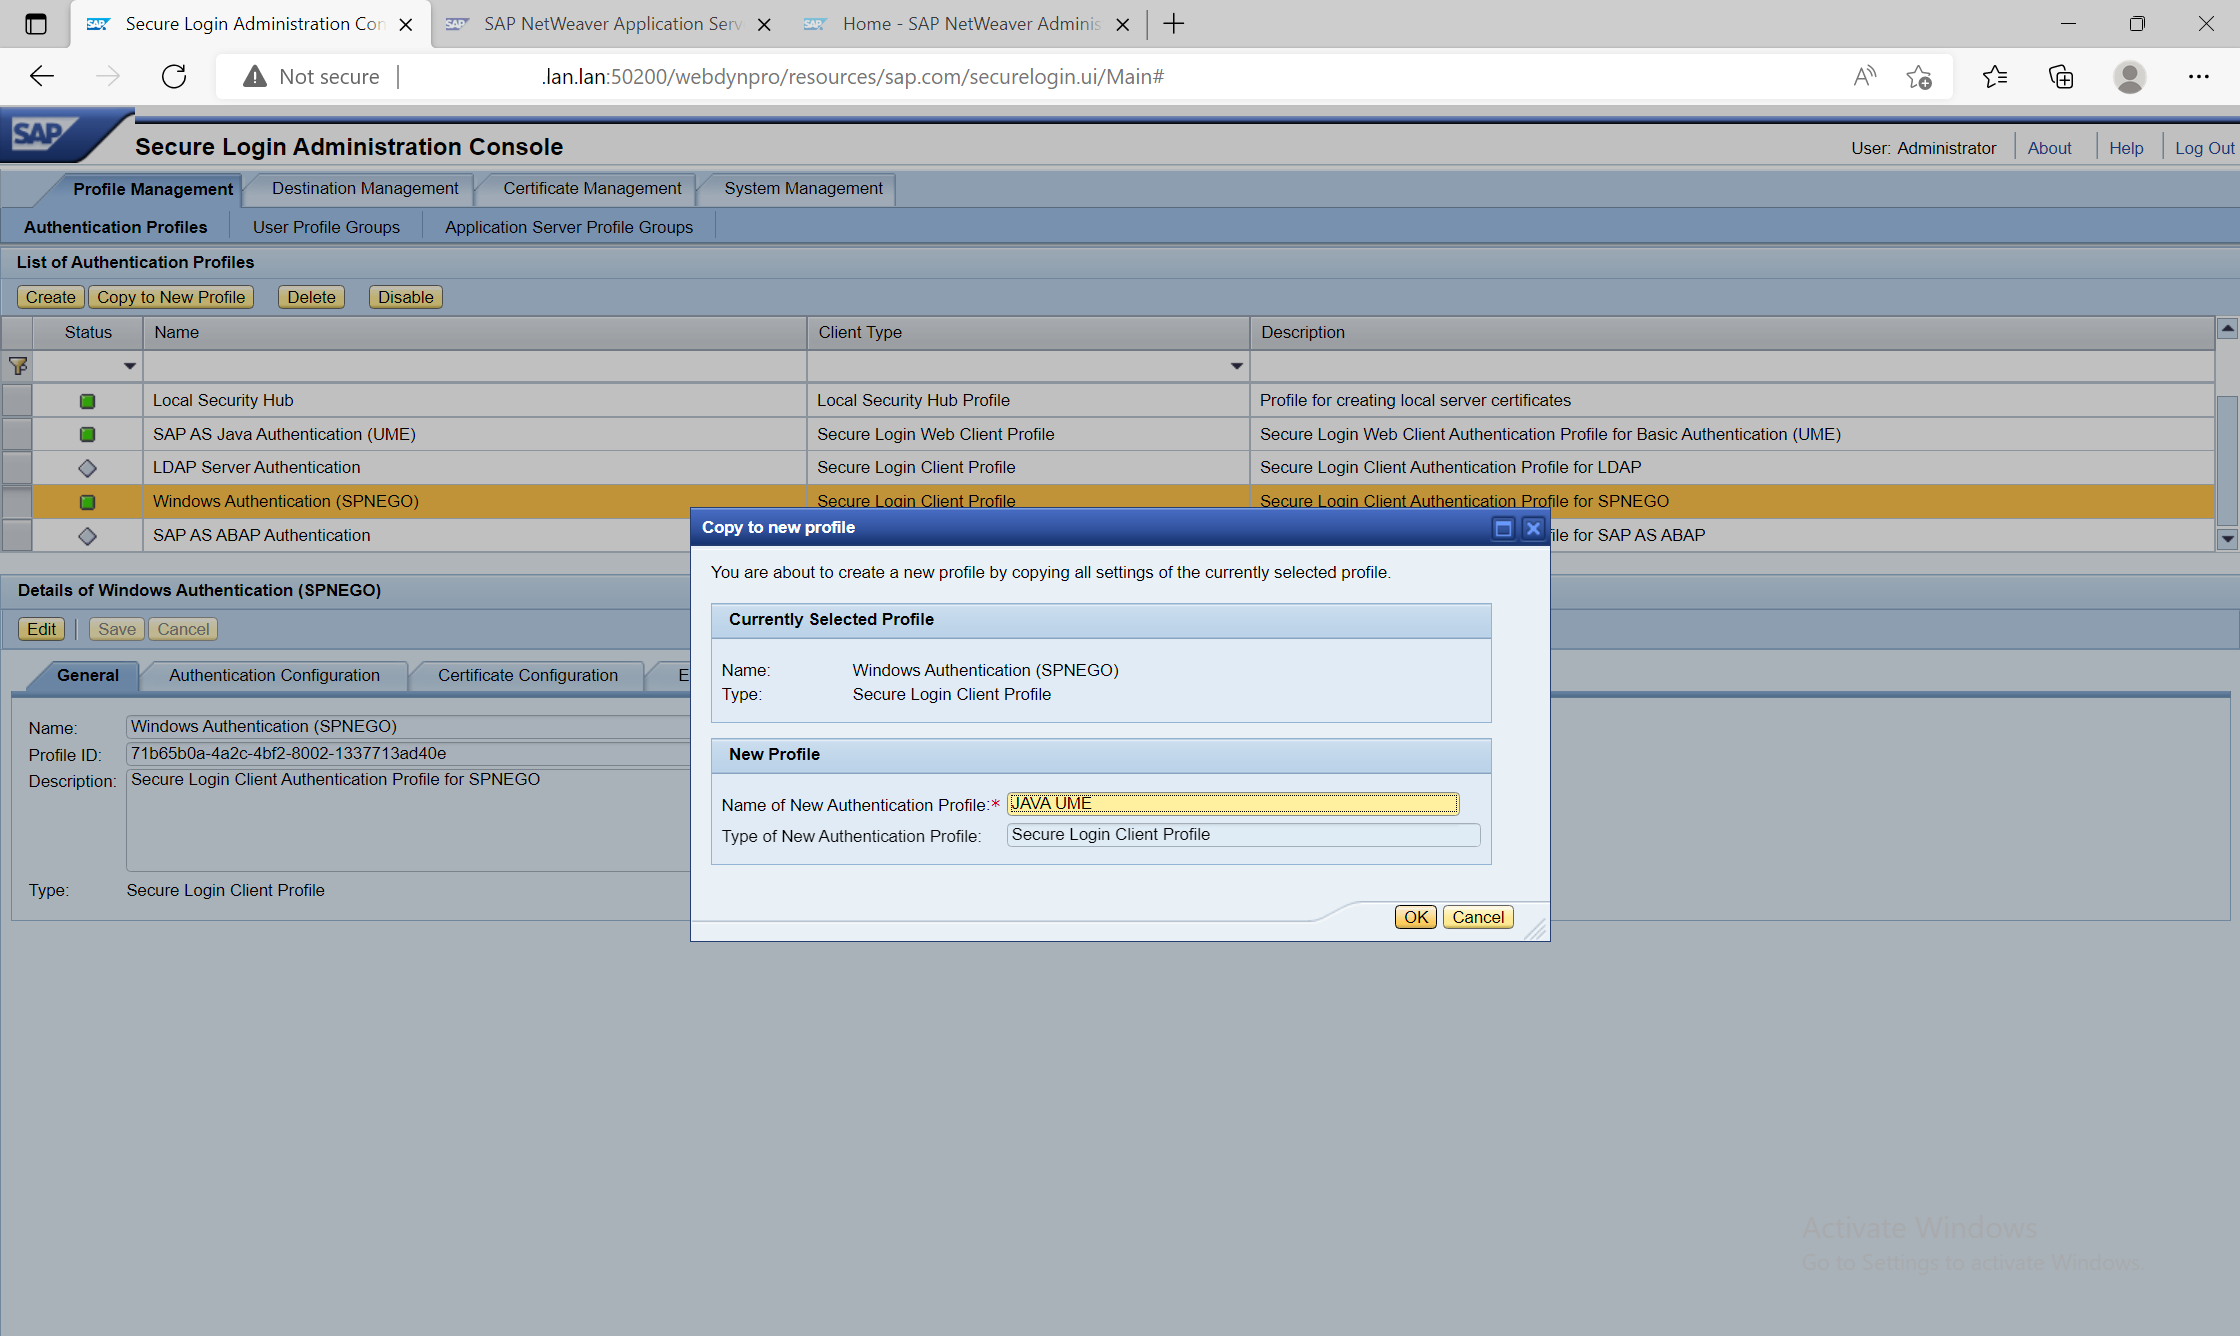 Secure Login Administration Con
SAP NetWeaver Application Serv
Home - SAP NetWeaver Adminis
Not secure
.lan.lan:50200/webdynpro/resources/sap.com/securelogin.ui/Main#
SAP
Secure Login Administration Console
User: Administrator
About
Help
Log Out
Profile Management
Destination Management
Certificate Management
System Management
Authentication Profiles
User Profile Groups
Application Server Profile Groups
List of Authentication Profiles
Create
Copy to New Profile
Delete
Disable
Status
Name
Client Type
Description
Local Security Hub
Local Security Hub Profile
Profile for creating local server certificates
SAP AS Java Authentication (UME)
Secure Login Web Client Profile
Secure Login Web Client Authentication Profile for Basic Authentication (UME)
LDAP Server Authentication
Secure Login Client Profile
Secure Login Client Authentication Profile for LDAP
Windows Authentication (SPNEGO)
Secure Login Client Profile
Secure Login Client Authentication Profile for SPNEGO
SAP AS ABAP Authentication
ile for SAP AS ABAP
Details of Windows Authentication (SPNEGO)
Edit
Save
Cancel
General
Authentication Configuration
Certificate Configuration
E
Name:
Windows Authentication (SPNEGO)
Profile ID:
71b65b0a-4a2c-4bf2-8002-1337713ad40e
Description:
Secure Login Client Authentication Profile for SPNEGO
Type:
Secure Login Client Profile
Copy to new profile
You are about to create a new profile by copying all settings of the currently selected profile.
Currently Selected Profile
Name:
Windows Authentication (SPNEGO)
Type:
Secure Login Client Profile
New Profile
Name of New Authentication Profile:*
JAVA UME
Type of New Authentication Profile:
Secure Login Client Profile
OK
Cancel
Activate Windows
Go to Settings to activate Windows.